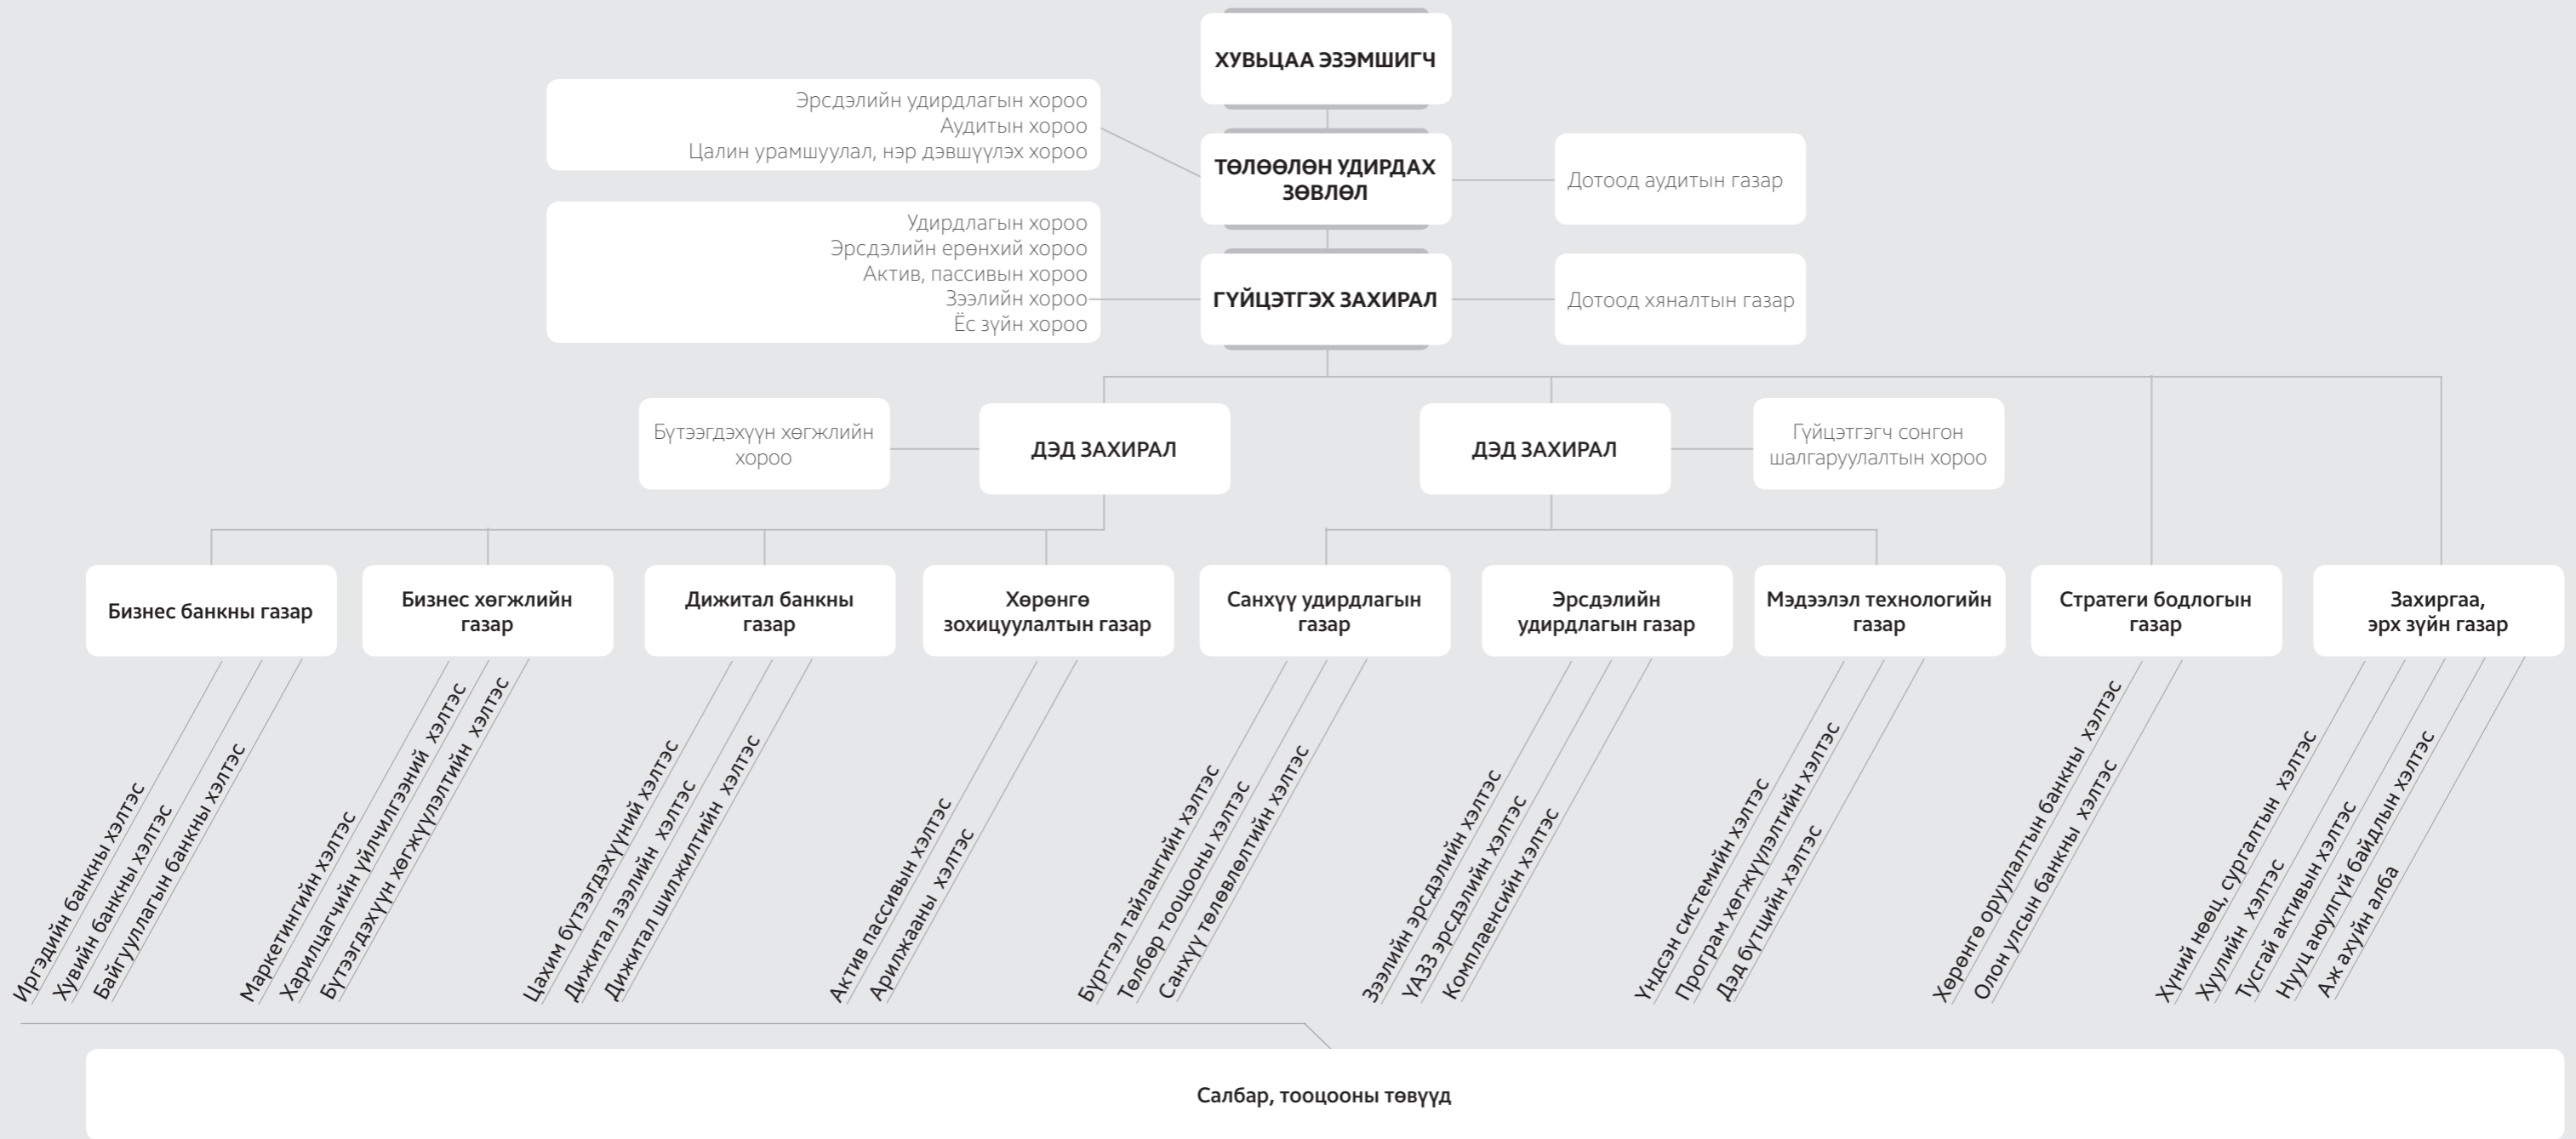 ХУВЬЦАА ЭЗЭМШИГЧ
Эрсдэлийн удирдлагын хороо
Аудитын хороо
Цалин урамшуулал, нэр дэвшүүлэх хороо
ТӨЛӨӨЛӨН УДИРДАХ
ЗӨВЛӨЛ
Дотоод аудитын газар
Удирдлагын хороо
Эрсдэлийн ерөнхий хороо
Актив, пассивын хороо
Зээлийн хороо
Ёс зүйн хороо
ГҮЙЦЭТГЭХ ЗАХИРАЛ
Дотоод хяналтын газар
Бүтээгдэхүүн хөгжлийн
хороо
ДЭД ЗАХИРАЛ
ДЭД ЗАХИРАЛ
Гүйцэтгэгч сонгон
шалгаруулалтын хороо
Бизнес банкны газар
Бизнес хөгжлийн
газар
Дижитал банкны
газар
Хөрөнгө
зохицуулалтын газар
Санхүү удирдлагын
газар
Эрсдэлийн
удирдлагын газар
Мэдээлэл технологийн
газар
Стратеги бодлогын
газар
Захиргаа,
эрх зүйн газар
Иргэдийн банкны хэлтэс
Хувийн банкны хэлтэс
Байгууллагын банкны хэлтэс
Маркетингийн хэлтэс
Харилцагчийн үйлчилгээний хэлтэс
Бүтээгдэхүүн хөгжүүлэлтийн хэлтэс
Цахим бүтээгдэхүүний хэлтэс
Дижитал зээлийн хэлтэс
Дижитал шилжилтийн хэлтэс
Актив пассивын хэлтэс
Арилжааны хэлтэс
Бүртгэл тайлангийн хэлтэс
Төлбөр тооцооны хэлтэс
Санхүү төлөвлөлтийн хэлтэс
Зээлийн эрсдэлийн хэлтэс
ҮАЗЗ эрсдэлийн хэлтэс
Комплаенсийн хэлтэс
Үндсэн системийн хэлтэс
Програм хөгжүүлэлтийн хэлтэс
Дэд бүтцийн хэлтэс
Хөрөнгө оруулалтын банкны хэлтэс
Олон улсын банкны хэлтэс
Хүний нөөц, сургалтын хэлтэс
Хуулийн хэлтэс
Тусгай активын хэлтэс
Нууц аюулгүй байдлын хэлтэс
Аж ахуйн алба
Салбар, тооцооны төвүүд